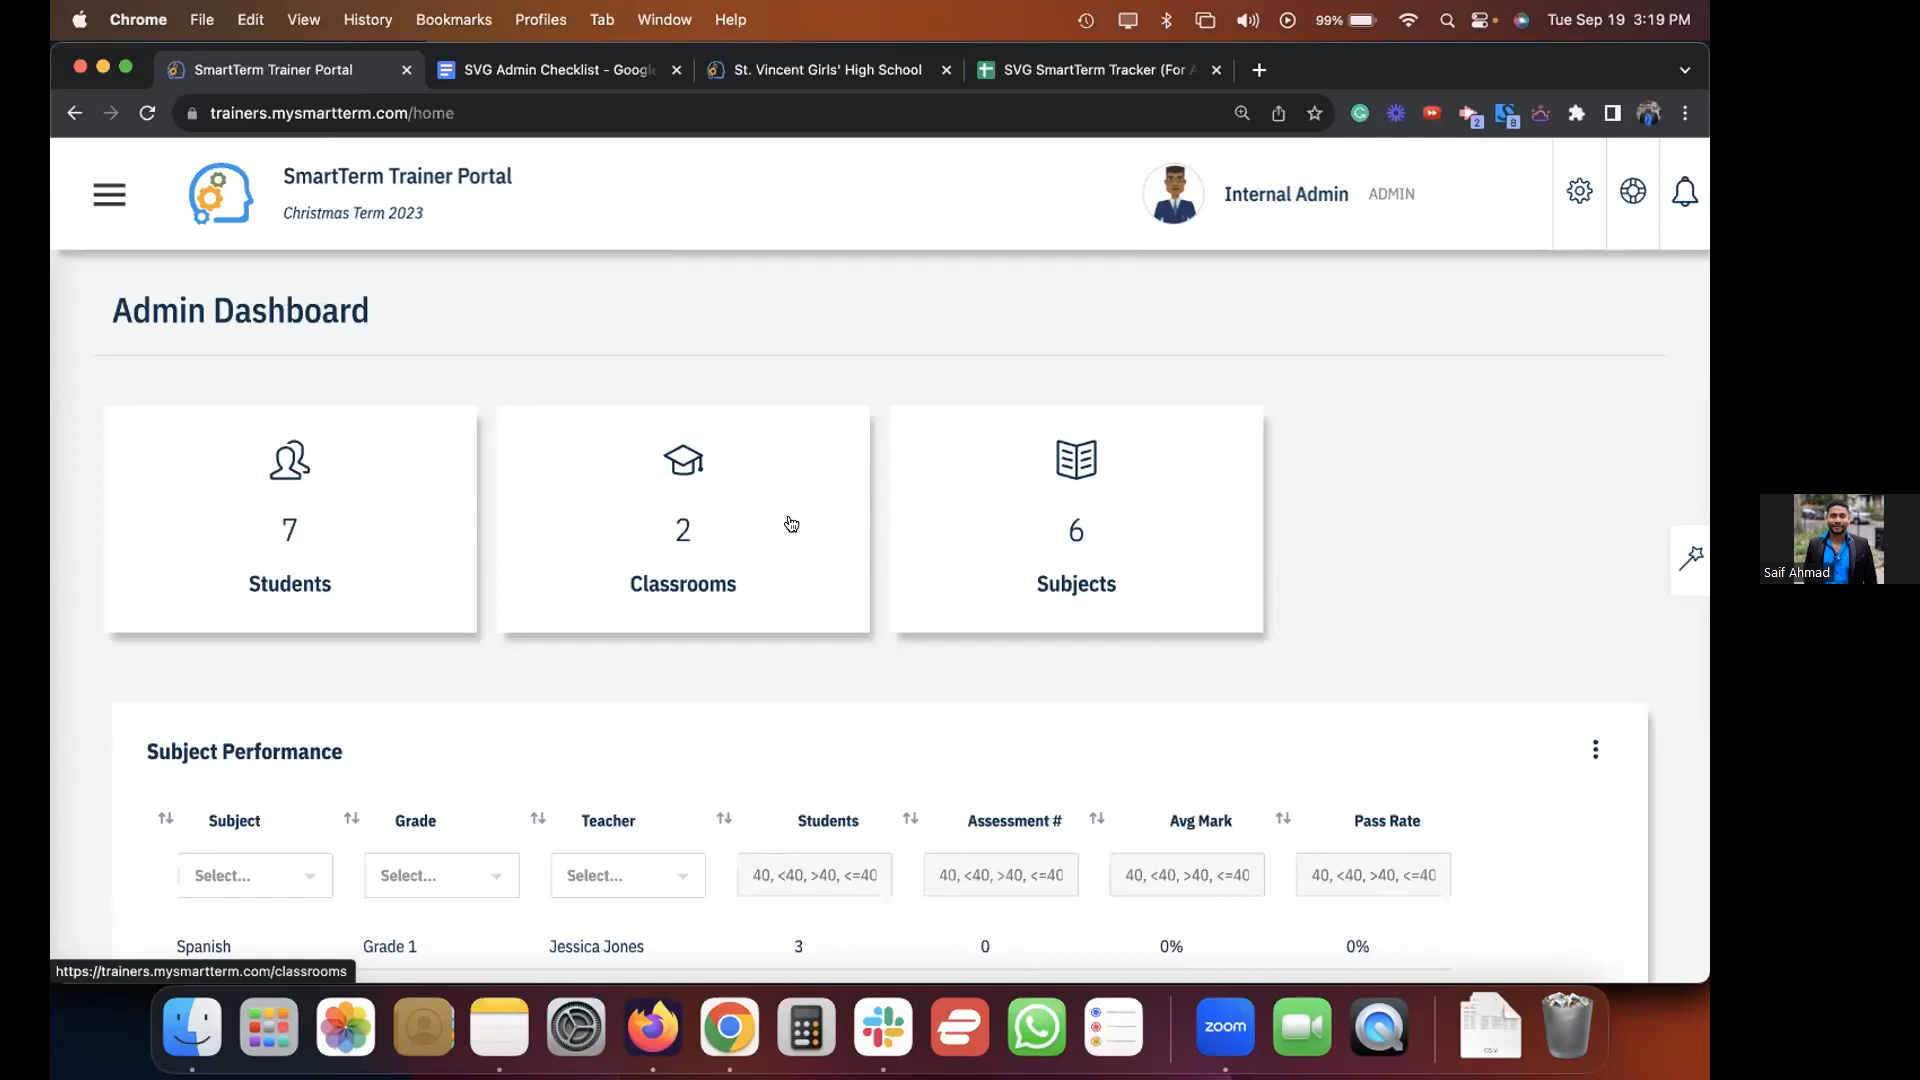 Chrome File Edit View History Bookmarks Profiles Tab Window Help 99% Tue Sep 19 3:19 PM
SmartTerm Trainer Portal SVG Admin Checklist - Google St. Vincent Girls' High School SVG SmartTerm Tracker (For A
trainers.mysmartterm.com/home 2 8
SmartTerm Trainer Portal
Christmas Term 2023
Internal Admin ADMIN
Admin Dashboard
7 2 6
Students Classrooms Subjects
Subject Performance
Subject Grade Teacher Students Assessment # Avg Mark Pass Rate
Select... Select... Select... 40, <40, >40, <=40 40, <40, >40, <=40 40, <40, >40, <=40 40, <40, >40, <=40
Spanish Grade 1 Jessica Jones 3 0 0% 0%
https://trainers.mysmartterm.com/classrooms
zoom CSV
Saif Ahmad